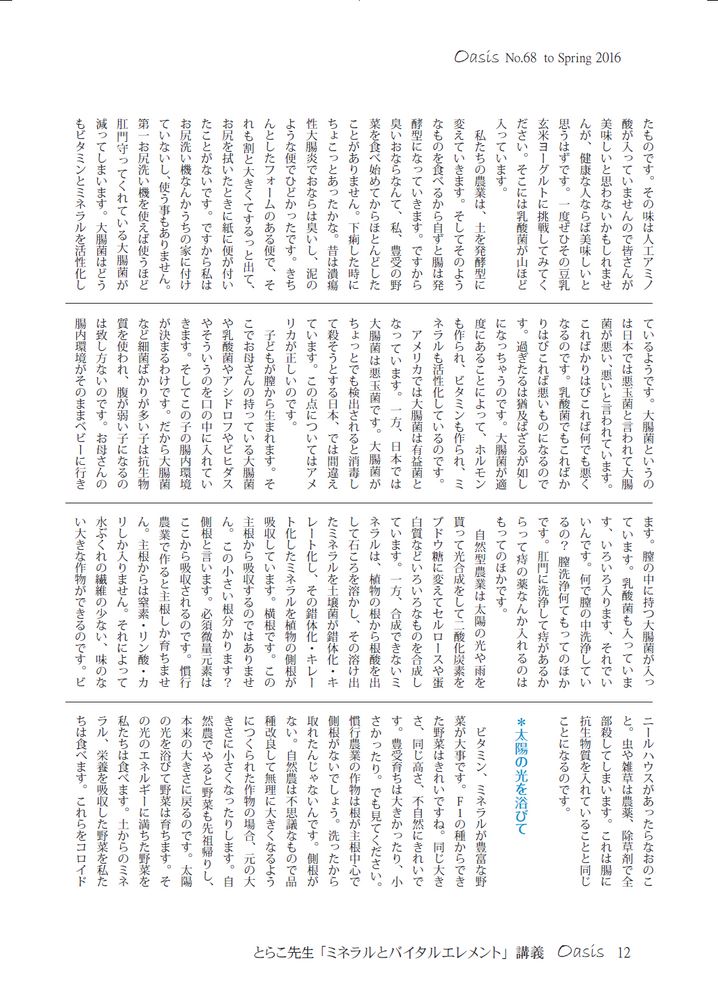 Oasis No.68 to Spring 2016
たものです。その味は人工アミノ
酸が入っていませんので皆さんが
美味しいと思わないかもしれませ
んが、健康な人ならば美味しいと
思うはずです。一度ぜひその豆乳
玄米ヨーグルトに挑戦してみてく
ださい。そこには乳酸菌が山ほど
入っています。
私たちの農業は、土を発酵型に
変えていきます。そしてそのよう
なものを食べるから自ずと腸は発
酵型になっていきます。ですから
臭いおならなんて、私、豊受の野
菜を食べ始めてからほとんどした
ことがありません。下痢した時に
ちょこっとあったかな。昔は潰瘍
性大腸炎でおならは臭いし、泥の
ような便でひどかったです。きち
んとしたフォームのある便で、そ
れも割と大きくてするっと出て、
お尻を拭いたときに紙に便が付い
たことがないです。ですから私は
お尻洗い機なんかうちの家に付け
ていないし、使う事もありません。
第一お尻洗い機を使えば使うほど
肛門守ってくれている大腸菌が
減ってしまいます。大腸菌はどう
もビタミンとミネラルを活性化し
ているようです。大腸菌というの
は日本では悪玉菌と言われて大腸
菌が悪い、悪いと言われています。
こればかりはびこれば何でも悪く
なるのです。乳酸菌でもこればか
りはびこれば悪いものになるので
す。過ぎたるは猶及ばざるが如し
になっちゃうのです。大腸菌が適
度にあることによって、ホルモン
も作られ、ビタミンも作られ、ミ
ネラルも活性化しているのです。
アメリカでは大腸菌は有益菌と
なっています。一方、日本では
大腸菌は悪玉菌です。大腸菌が
ちょっとでも検出されると消毒し
て殺そうとする日本、では間違え
ています。この点についてはアメ
リカが正しいのです。
子どもが膣から生まれます。そ
こでお母さんの持っている大腸菌
や乳酸菌やアシドロフやビヒダス
やそういうのを口の中に入れてい
きます。そしてこの子の腸内環境
が決まるわけです。だから大腸菌
など細菌ばかりが多い子は抗生物
質を使われ、腹が弱い子になるの
は致し方ないのです。お母さんの
腸内環境がそのままベビーに行き
ます。膣の中に持つ大腸菌が入っ
ています。乳酸菌も入っていま
す、いろいろ入ります、それでい
いんです。何で膣の中洗浄してい
るの？膣洗浄何てもってのほか
です。肛門に洗浄して痔があるか
らって痔の薬なんか入れるのは
もってのほかです。
自然型農業は太陽の光や雨を
貰って光合成をして二酸化炭素を
ブドウ糖に変えてセルロースや蛋
白質などいろいろなものを合成し
ています。一方、合成できないミ
ネラルは、植物の根から根酸を出
して石ころを溶かし、その溶け出
たミネラルを土壌菌が錯体化・キ
レート化し、その錯体化・キレー
ト化したミネラルを植物の側根が
吸収しています。横根です。この
主根から吸収するのではありませ
ん。この小さい根分かります？
側根と言います。必須微量元素は
ここから吸収されるのです。慣行
農業で作ると主根しか育ちませ
ん。主根からは窒素・リン酸・カ
リしか入りません。それによって
水ぶくれの繊維の少ない、味のな
い大きな作物ができるのです。ビ
ニールハウスがあったらなおのこ
と。虫や雑草は農薬、除草剤で全
部殺してしまいます。これは腸に
抗生物質を入れていることと同じ
ことになるのです。
＊太陽の光を浴びて
ビタミン、ミネラルが豊富な野
菜が大事です。F1の種からでき
た野菜はきれいですね。同じ大き
さ、同じ高さ、不自然にきれいで
す。豊受育ちは大きかったり、小
さかったり。でも見てください。
慣行農業の作物は根が主根中心で
側根がないでしょう。洗ったから
取れたんじゃないんです。側根が
ない。自然農は不思議なもので品
種改良して無理に大きくなるよう
につくられた作物の場合、元の大
きさに小さくなったりします。自
然農でやると野菜も先祖帰りし、
本来の大きさに戻るのです。太陽
の光を浴びて野菜は育ちます。そ
の光のエネルギーに満ちた野菜を
私たちは食べます。土からのミネ
ラル、栄養を吸収した野菜を私た
ちは食べます。これらをコロイド
とらこ先生「ミネラルとバイタルエレメント」講義 Oasis 12